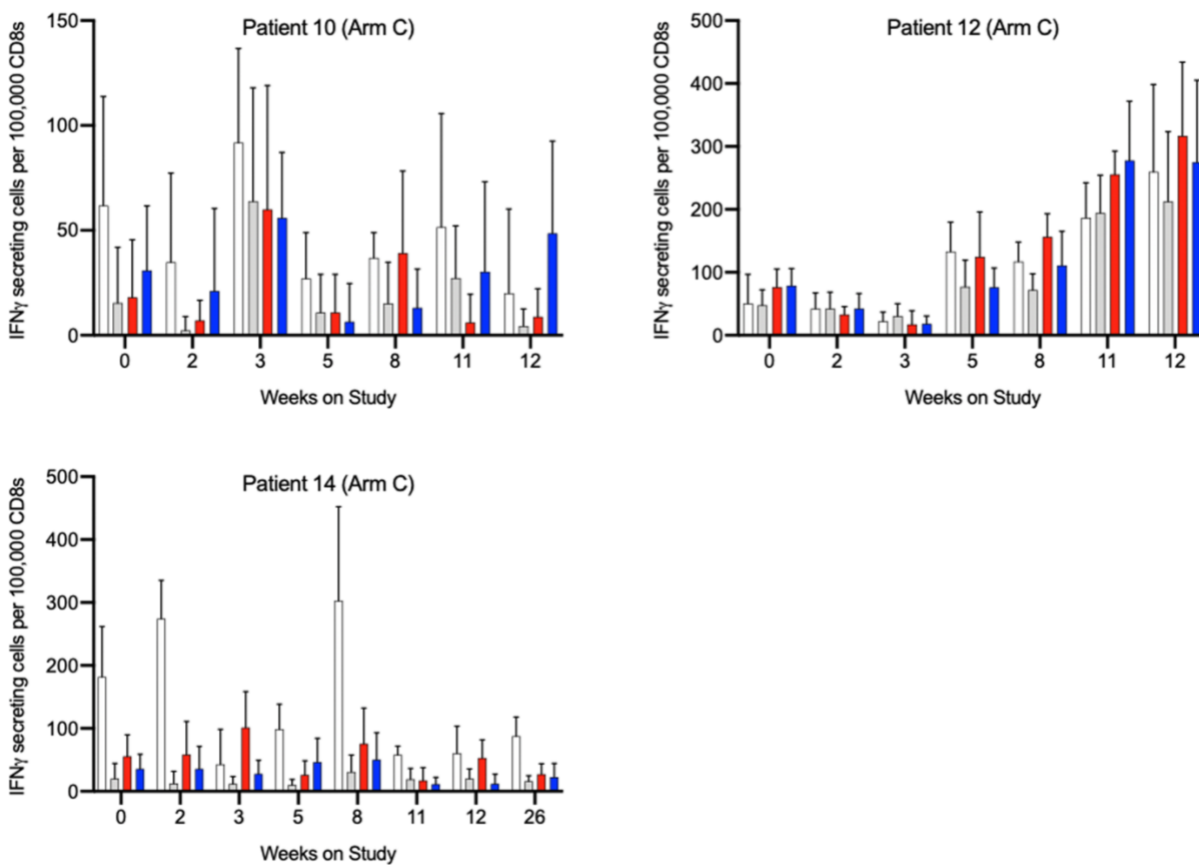 Patient 10 (Arm C)
IFNγ secreting cells per 100,000 CD8s
150
100
50
0
0 2 3 5 8 11 12
Weeks on Study
Patient 12 (Arm C)
IFNγ secreting cells per 100,000 CD8s
500
400
300
200
100
0
0 2 3 5 8 11 12
Weeks on Study
Patient 14 (Arm C)
IFNγ secreting cells per 100,000 CD8s
500
400
300
200
100
0
0 2 3 5 8 11 12 26
Weeks on Study